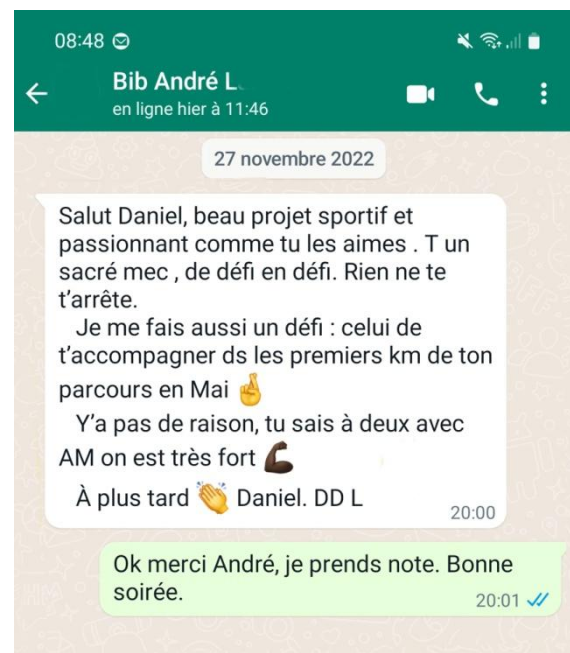 08:48
Bib André L
en ligne hier à 11:46
27 novembre 2022
Salut Daniel, beau projet sportif et
passionnant comme tu les aimes . T un
sacré mec , de défi en défi. Rien ne te
t'arrête.
Je me fais aussi un défi : celui de
t'accompagner ds les premiers km de ton
parcours en Mai 🤞
Y'a pas de raison, tu sais à deux avec
AM on est très fort 💪🏿
À plus tard 👏 Daniel. DD L
20:00
Ok merci André, je prends note. Bonne
soirée.
20:01